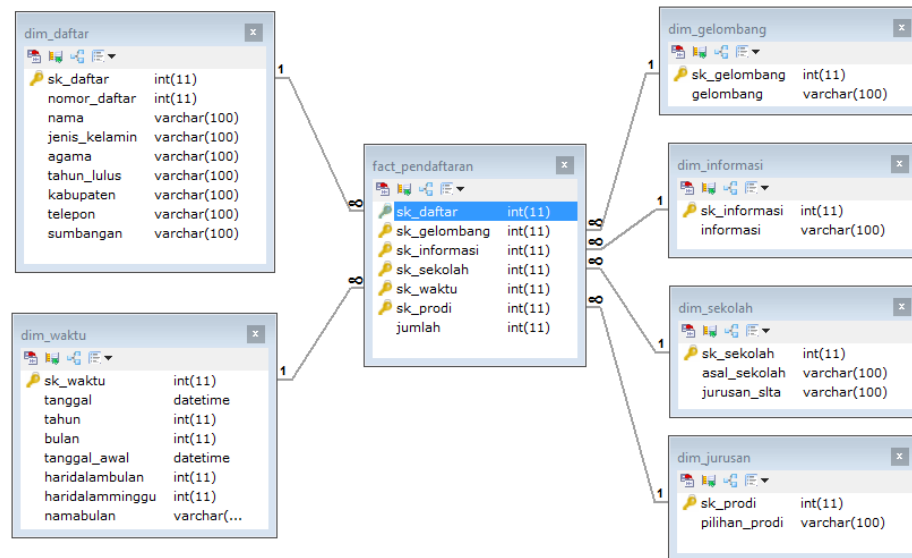 dim_daftar
sk_daftar int(11)
nomor_daftar int(11)
nama varchar(100)
jenis_kelamin varchar(100)
agama varchar(100)
tahun_lulus varchar(100)
kabupaten varchar(100)
telepon varchar(100)
sumbangan varchar(100)
1
∞
dim_waktu
sk_waktu int(11)
tanggal datetime
tahun int(11)
bulan int(11)
tanggal_awal datetime
haridalambulan int(11)
haridalamminggu int(11)
namabulan varchar(...
1
∞
fact_pendaftaran
sk_daftar int(11)
sk_gelombang int(11)
sk_informasi int(11)
sk_sekolah int(11)
sk_waktu int(11)
sk_prodi int(11)
jumlah int(11)
∞
∞
∞
∞
dim_gelombang
sk_gelombang int(11)
gelombang varchar(100)
1
dim_informasi
sk_informasi int(11)
informasi varchar(100)
1
dim_sekolah
sk_sekolah int(11)
asal_sekolah varchar(100)
jurusan_slta varchar(100)
1
dim_jurusan
sk_prodi int(11)
pilihan_prodi varchar(100)
1